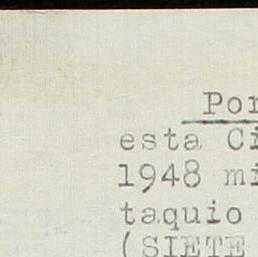 Por
esta Ci
1948 mi
taquio
(SIETE